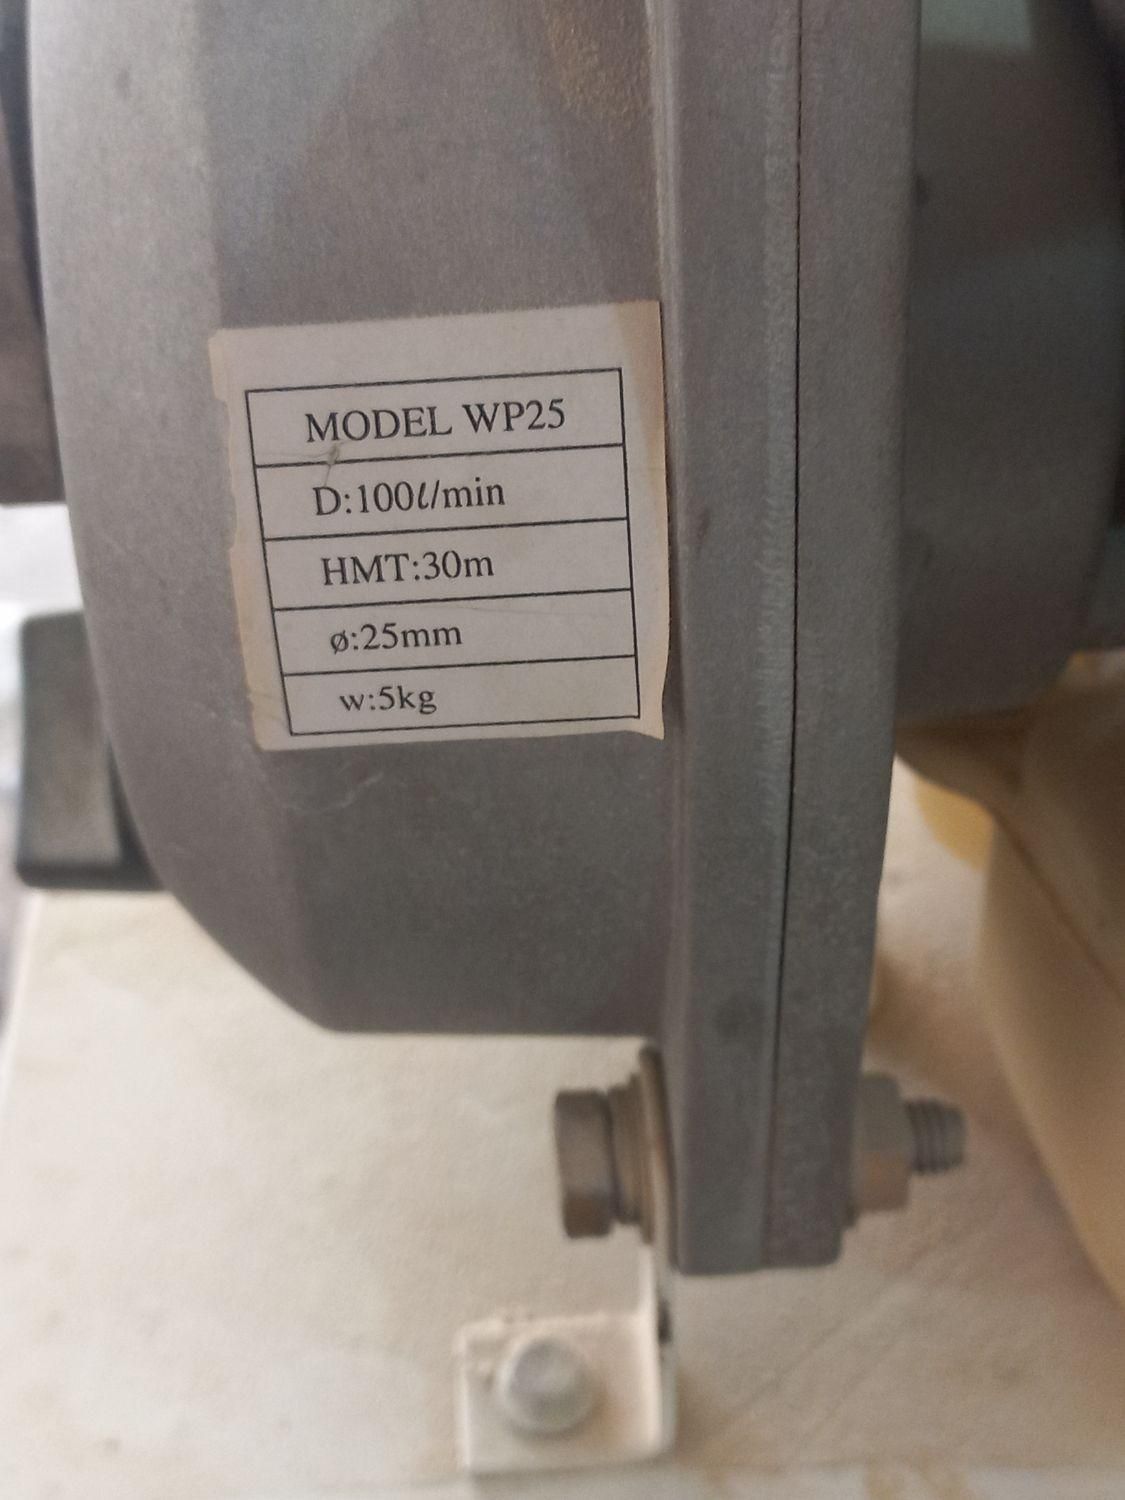 MODEL WP25
D:100ℓ/min
HMT:30m
ø:25mm
w:5kg